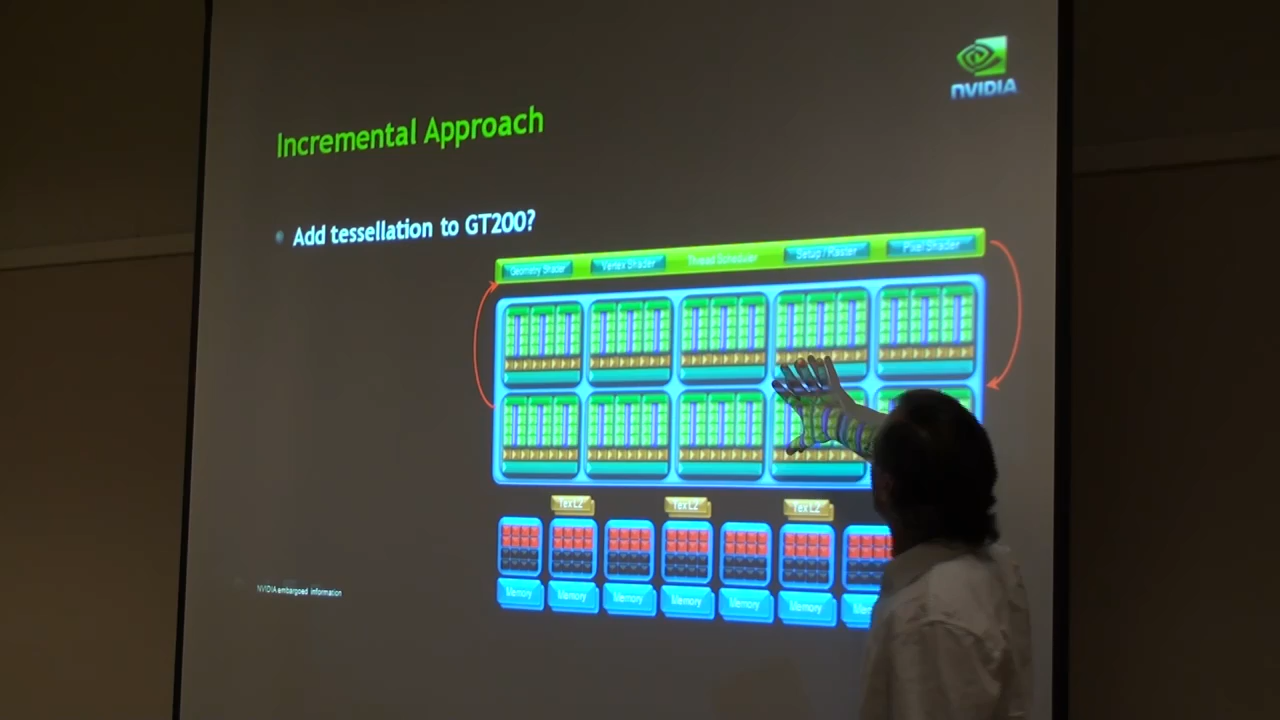 NVIDIA
Incremental Approach
Add tessellation to GT200?
Geometry Shader Vertex Shader Thread Scheduler Setup / Raster Pixel Shader
Tex L2 Tex L2 Tex L2
Memory Memory Memory Memory Memory Memory
NVIDIA embargoed information